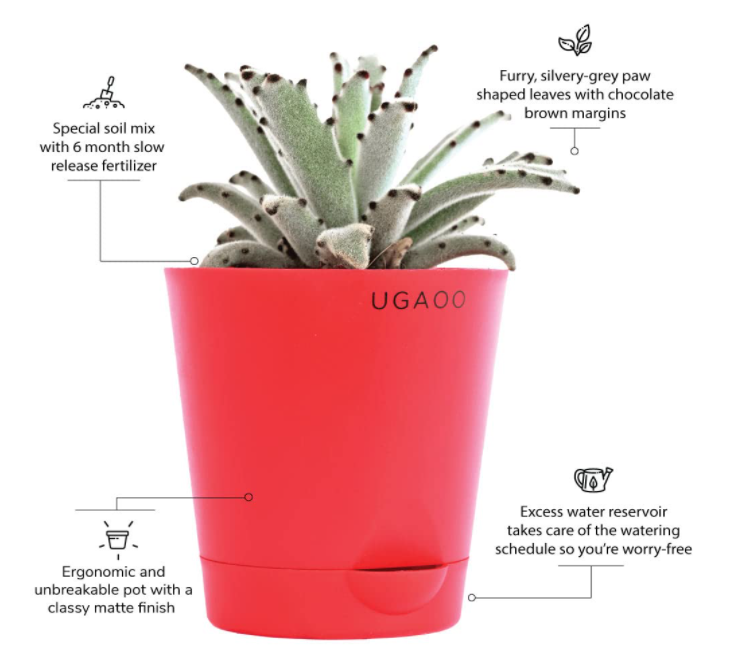 Furry, silvery-grey paw
shaped leaves with chocolate
brown margins
Special soil mix
with 6 month slow
release fertilizer
UGAOO
Excess water reservoir
takes care of the watering
schedule so you're worry-free
Ergonomic and
unbreakable pot with a
classy matte finish